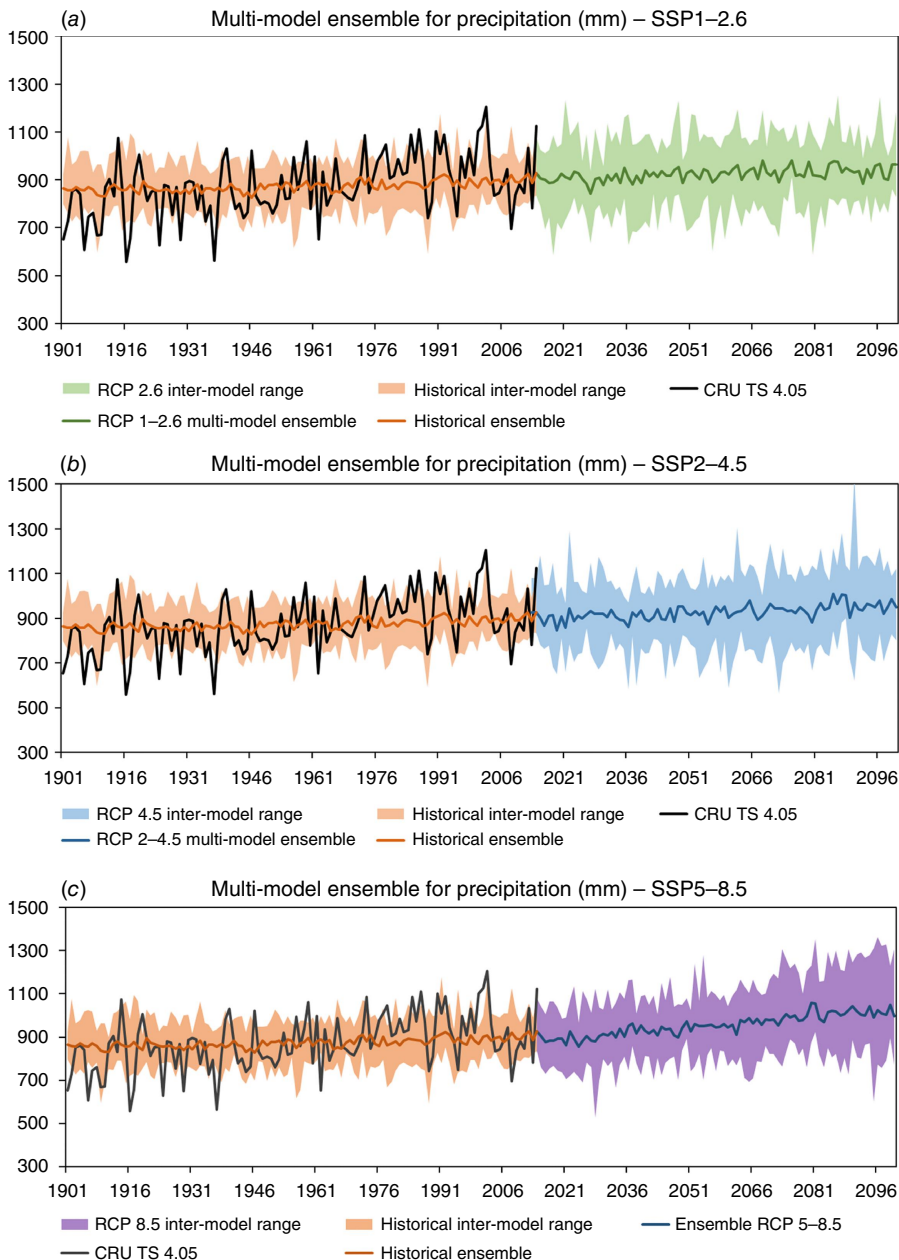 (a) Multi-model ensemble for precipitation (mm) – SSP1–2.6
1500
1300
1100
900
700
500
300
1901 1916 1931 1946 1961 1976 1991 2006 2021 2036 2051 2066 2081 2096
RCP 2.6 inter-model range Historical inter-model range CRU TS 4.05
RCP 1–2.6 multi-model ensemble Historical ensemble
(b) Multi-model ensemble for precipitation (mm) – SSP2–4.5
1500
1300
1100
900
700
500
300
1901 1916 1931 1946 1961 1976 1991 2006 2021 2036 2051 2066 2081 2096
RCP 4.5 inter-model range Historical inter-model range CRU TS 4.05
RCP 2–4.5 multi-model ensemble Historical ensemble
(c) Multi-model ensemble for precipitation (mm) – SSP5–8.5
1500
1300
1100
900
700
500
300
1901 1916 1931 1946 1961 1976 1991 2006 2021 2036 2051 2066 2081 2096
RCP 8.5 inter-model range Historical inter-model range Ensemble RCP 5–8.5
CRU TS 4.05 Historical ensemble